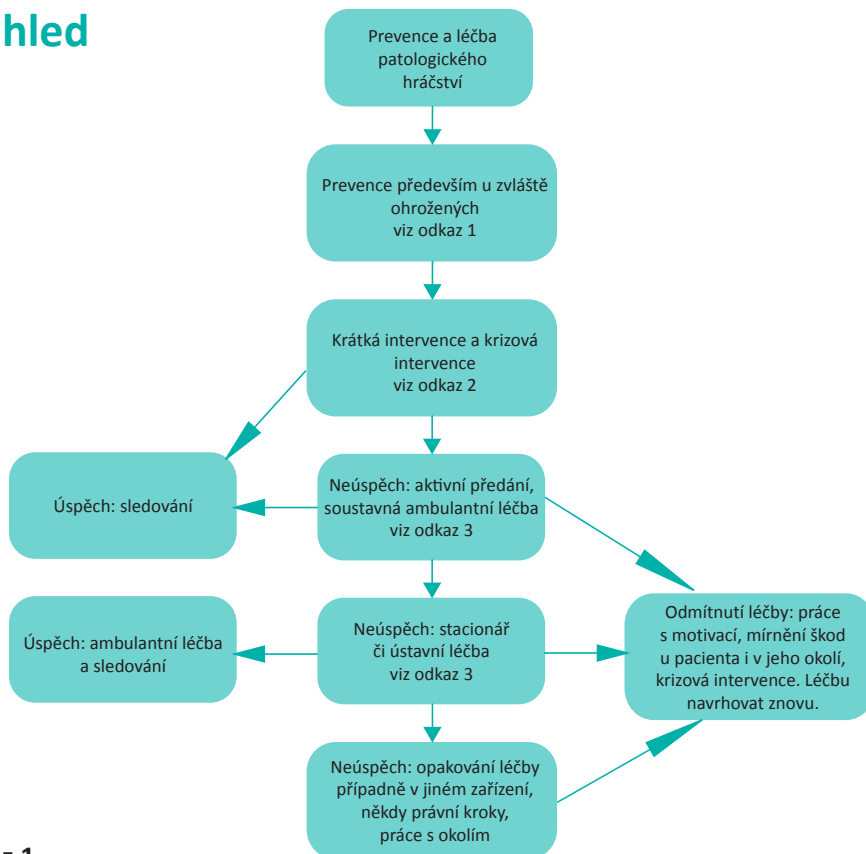 hled
Prevence a léčba
patologického
hráčství
Prevence především u zvláště
ohrožených
viz odkaz 1
Krátká intervence a krizová
intervence
viz odkaz 2
Úspěch: sledování
Neúspěch: aktivní předání,
soustavná ambulantní léčba
viz odkaz 3
Úspěch: ambulantní léčba
a sledování
Neúspěch: stacionář
či ústavní léčba
viz odkaz 3
Odmítnutí léčby: práce
s motivací, mírnění škod
u pacienta i v jeho okolí,
krizová intervence. Léčbu
navrhovat znovu.
Neúspěch: opakování léčby
případně v jiném zařízení,
někdy právní kroky,
práce s okolím